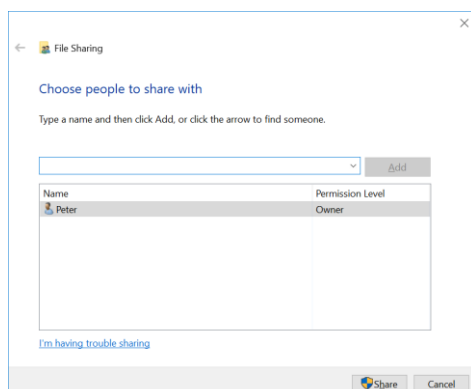 File Sharing
Choose people to share with
Type a name and then click Add, or click the arrow to find someone.
Add
Name Permission Level
Peter Owner
I'm having trouble sharing
Share Cancel